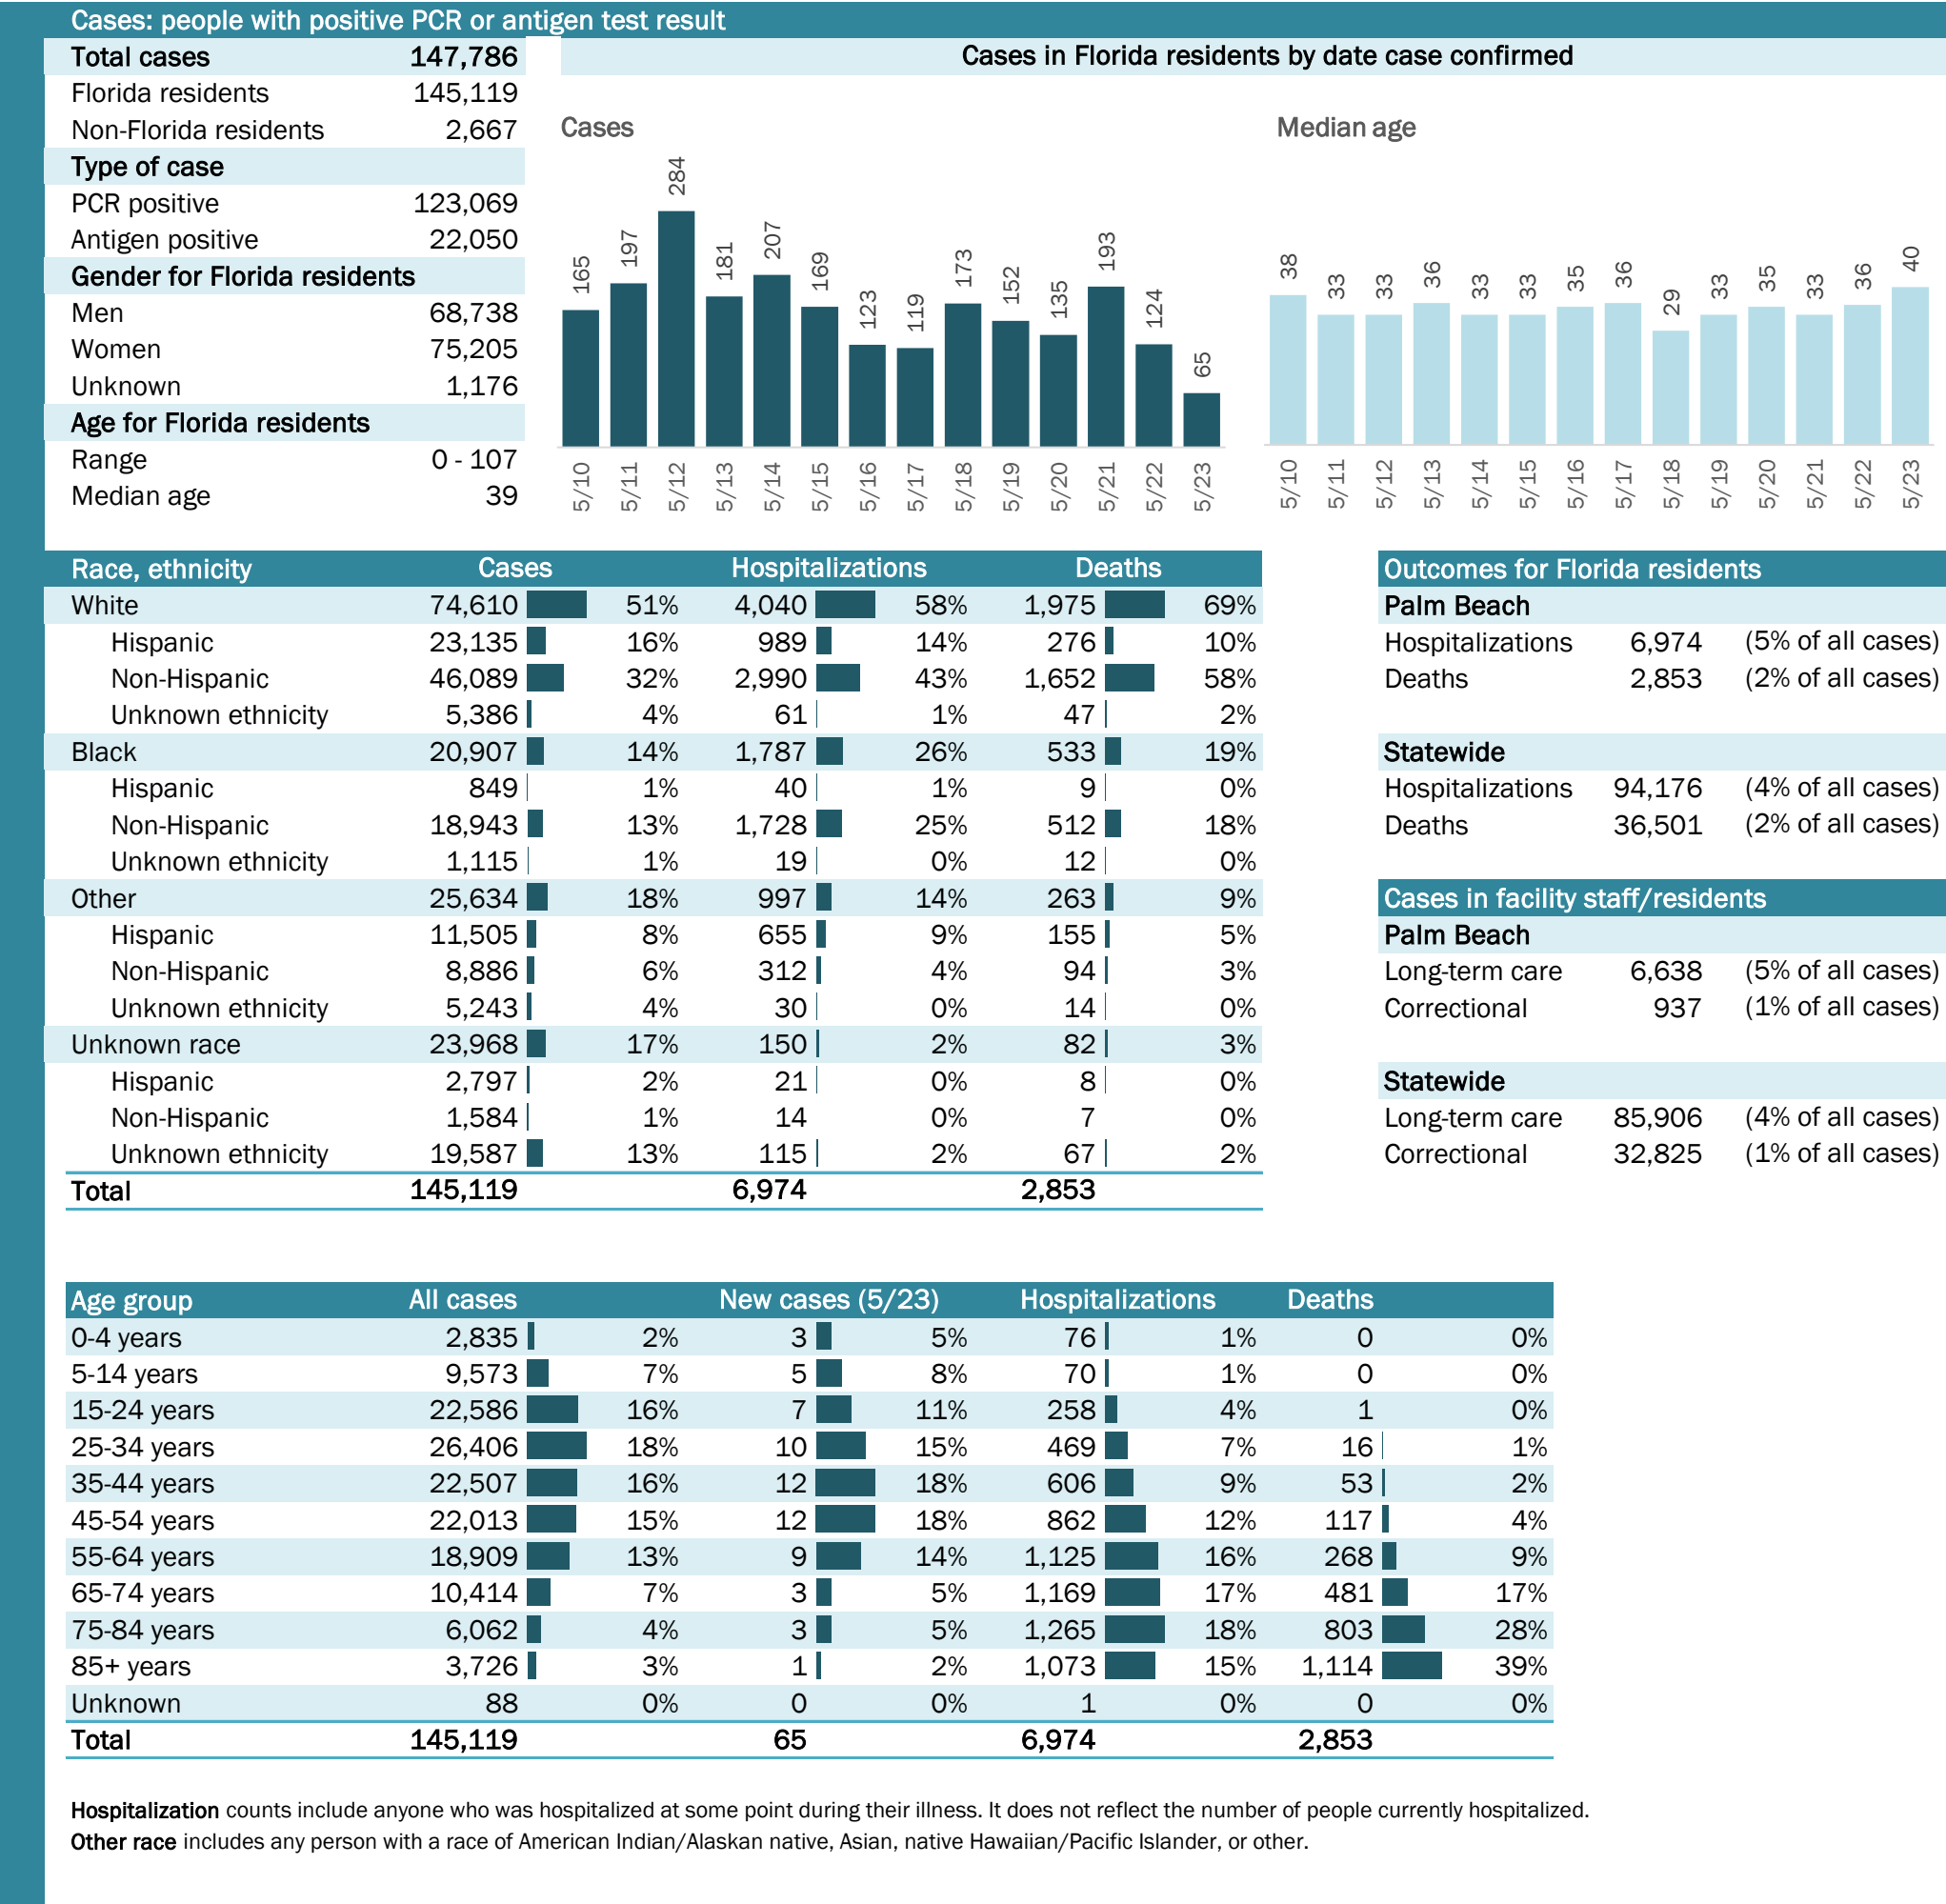 Cases: people with positive PCR or antigen test result
Total cases 147,786
Florida residents 145,119
Non-Florida residents 2,667
Type of case
PCR positive 123,069
Antigen positive 22,050
Gender for Florida residents
Men 68,738
Women 75,205
Unknown 1,176
Age for Florida residents
Range 0 - 107
Median age 39
Cases in Florida residents by date case confirmed
Cases
165 197 284 181 207 169 123 119 173 152 135 193 124 65
5/10 5/11 5/12 5/13 5/14 5/15 5/16 5/17 5/18 5/19 5/20 5/21 5/22 5/23
Median age
38 33 33 36 33 33 35 36 29 33 35 33 36 40
5/10 5/11 5/12 5/13 5/14 5/15 5/16 5/17 5/18 5/19 5/20 5/21 5/22 5/23
Race, ethnicity Cases Hospitalizations Deaths
White 74,610 51% 4,040 58% 1,975 69%
Hispanic 23,135 16% 989 14% 276 10%
Non-Hispanic 46,089 32% 2,990 43% 1,652 58%
Unknown ethnicity 5,386 4% 61 1% 47 2%
Black 20,907 14% 1,787 26% 533 19%
Hispanic 849 1% 40 1% 9 0%
Non-Hispanic 18,943 13% 1,728 25% 512 18%
Unknown ethnicity 1,115 1% 19 0% 12 0%
Other 25,634 18% 997 14% 263 9%
Hispanic 11,505 8% 655 9% 155 5%
Non-Hispanic 8,886 6% 312 4% 94 3%
Unknown ethnicity 5,243 4% 30 0% 14 0%
Unknown race 23,968 17% 150 2% 82 3%
Hispanic 2,797 2% 21 0% 8 0%
Non-Hispanic 1,584 1% 14 0% 7 0%
Unknown ethnicity 19,587 13% 115 2% 67 2%
Total 145,119 6,974 2,853
Outcomes for Florida residents
Palm Beach
Hospitalizations 6,974 (5% of all cases)
Deaths 2,853 (2% of all cases)
Statewide
Hospitalizations 94,176 (4% of all cases)
Deaths 36,501 (2% of all cases)
Cases in facility staff/residents
Palm Beach
Long-term care 6,638 (5% of all cases)
Correctional 937 (1% of all cases)
Statewide
Long-term care 85,906 (4% of all cases)
Correctional 32,825 (1% of all cases)
Age group All cases New cases (5/23) Hospitalizations Deaths
0-4 years 2,835 2% 3 5% 76 1% 0 0%
5-14 years 9,573 7% 5 8% 70 1% 0 0%
15-24 years 22,586 16% 7 11% 258 4% 1 0%
25-34 years 26,406 18% 10 15% 469 7% 16 1%
35-44 years 22,507 16% 12 18% 606 9% 53 2%
45-54 years 22,013 15% 12 18% 862 12% 117 4%
55-64 years 18,909 13% 9 14% 1,125 16% 268 9%
65-74 years 10,414 7% 3 5% 1,169 17% 481 17%
75-84 years 6,062 4% 3 5% 1,265 18% 803 28%
85+ years 3,726 3% 1 2% 1,073 15% 1,114 39%
Unknown 88 0% 0 0% 1 0% 0 0%
Total 145,119 65 6,974 2,853
Hospitalization counts include anyone who was hospitalized at some point during their illness. It does not reflect the number of people currently hospitalized.
Other race includes any person with a race of American Indian/Alaskan native, Asian, native Hawaiian/Pacific Islander, or other.